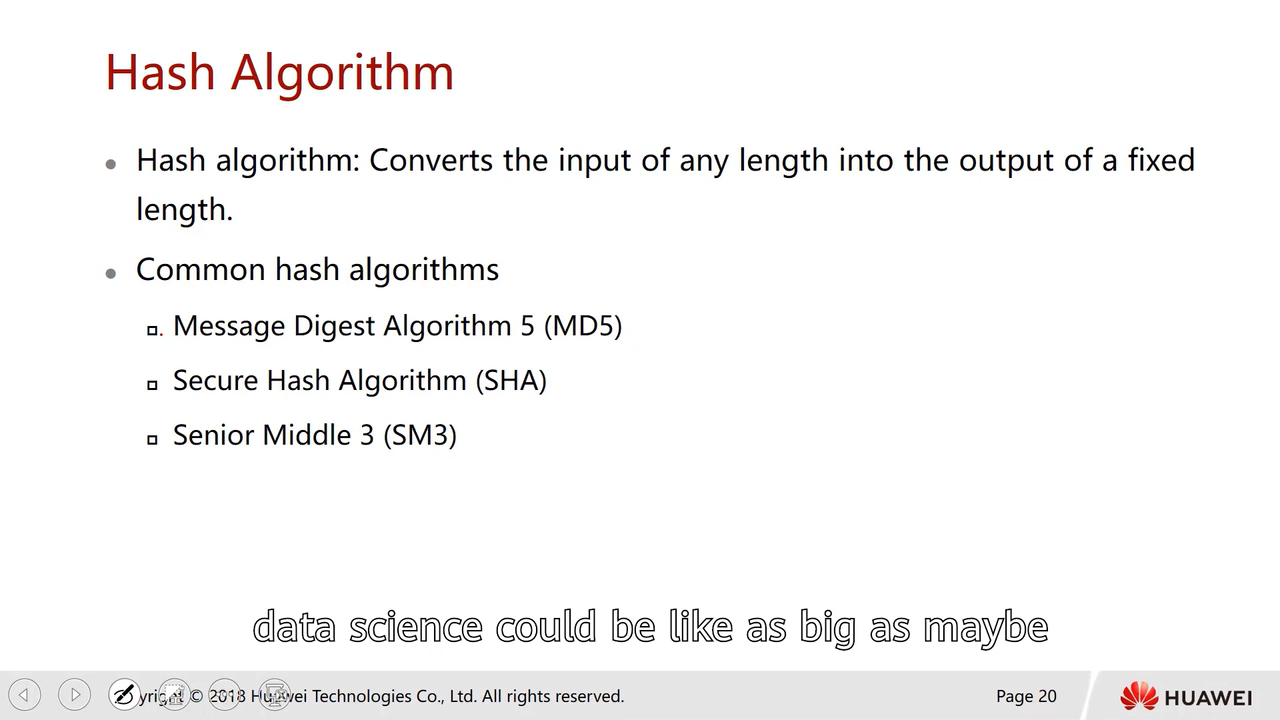 Hash Algorithm
Hash algorithm: Converts the input of any length into the output of a fixed
length.
Common hash algorithms
Message Digest Algorithm 5 (MD5)
Secure Hash Algorithm (SHA)
Senior Middle 3 (SM3)
data science could be like as big as maybe
yright © 2018 Huawei Technologies Co., Ltd. All rights reserved.
Page 20
HUAWEI